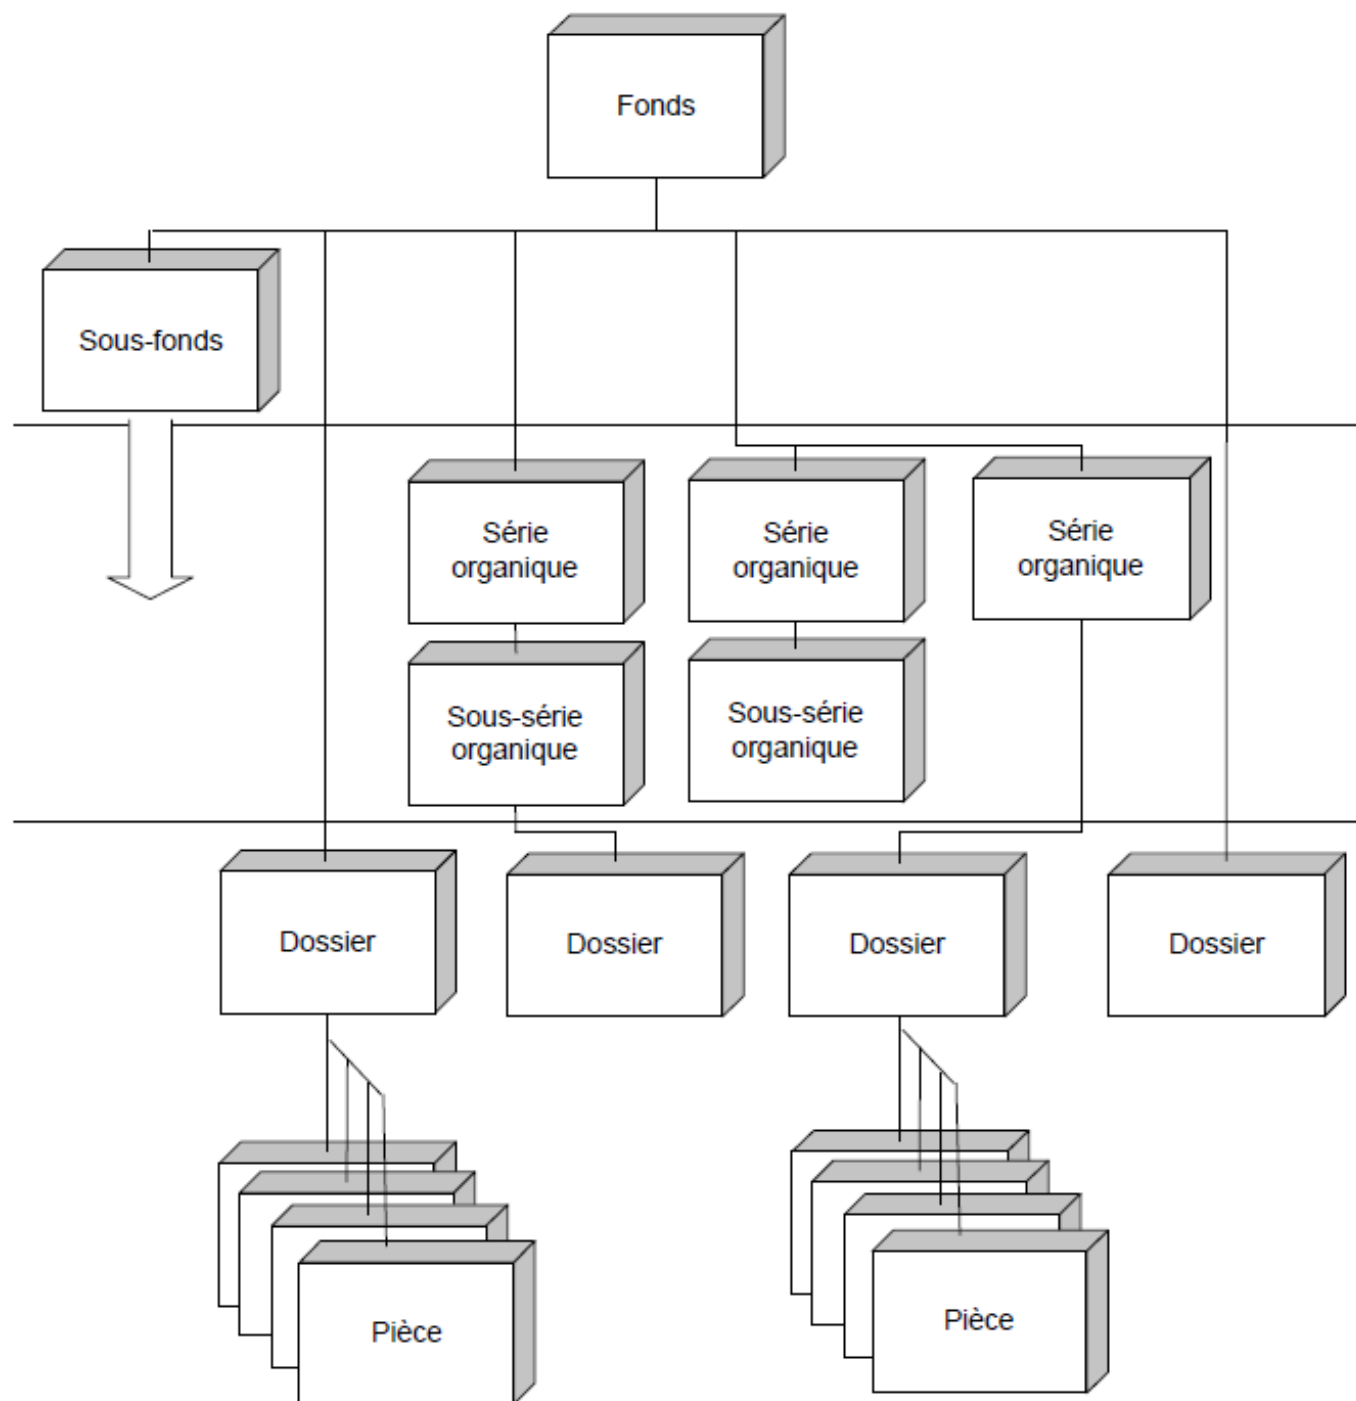 Fonds
Sous-fonds
Série
organique
Série
organique
Série
organique
Sous-série
organique
Sous-série
organique
Dossier
Dossier
Dossier
Dossier
Pièce
Pièce